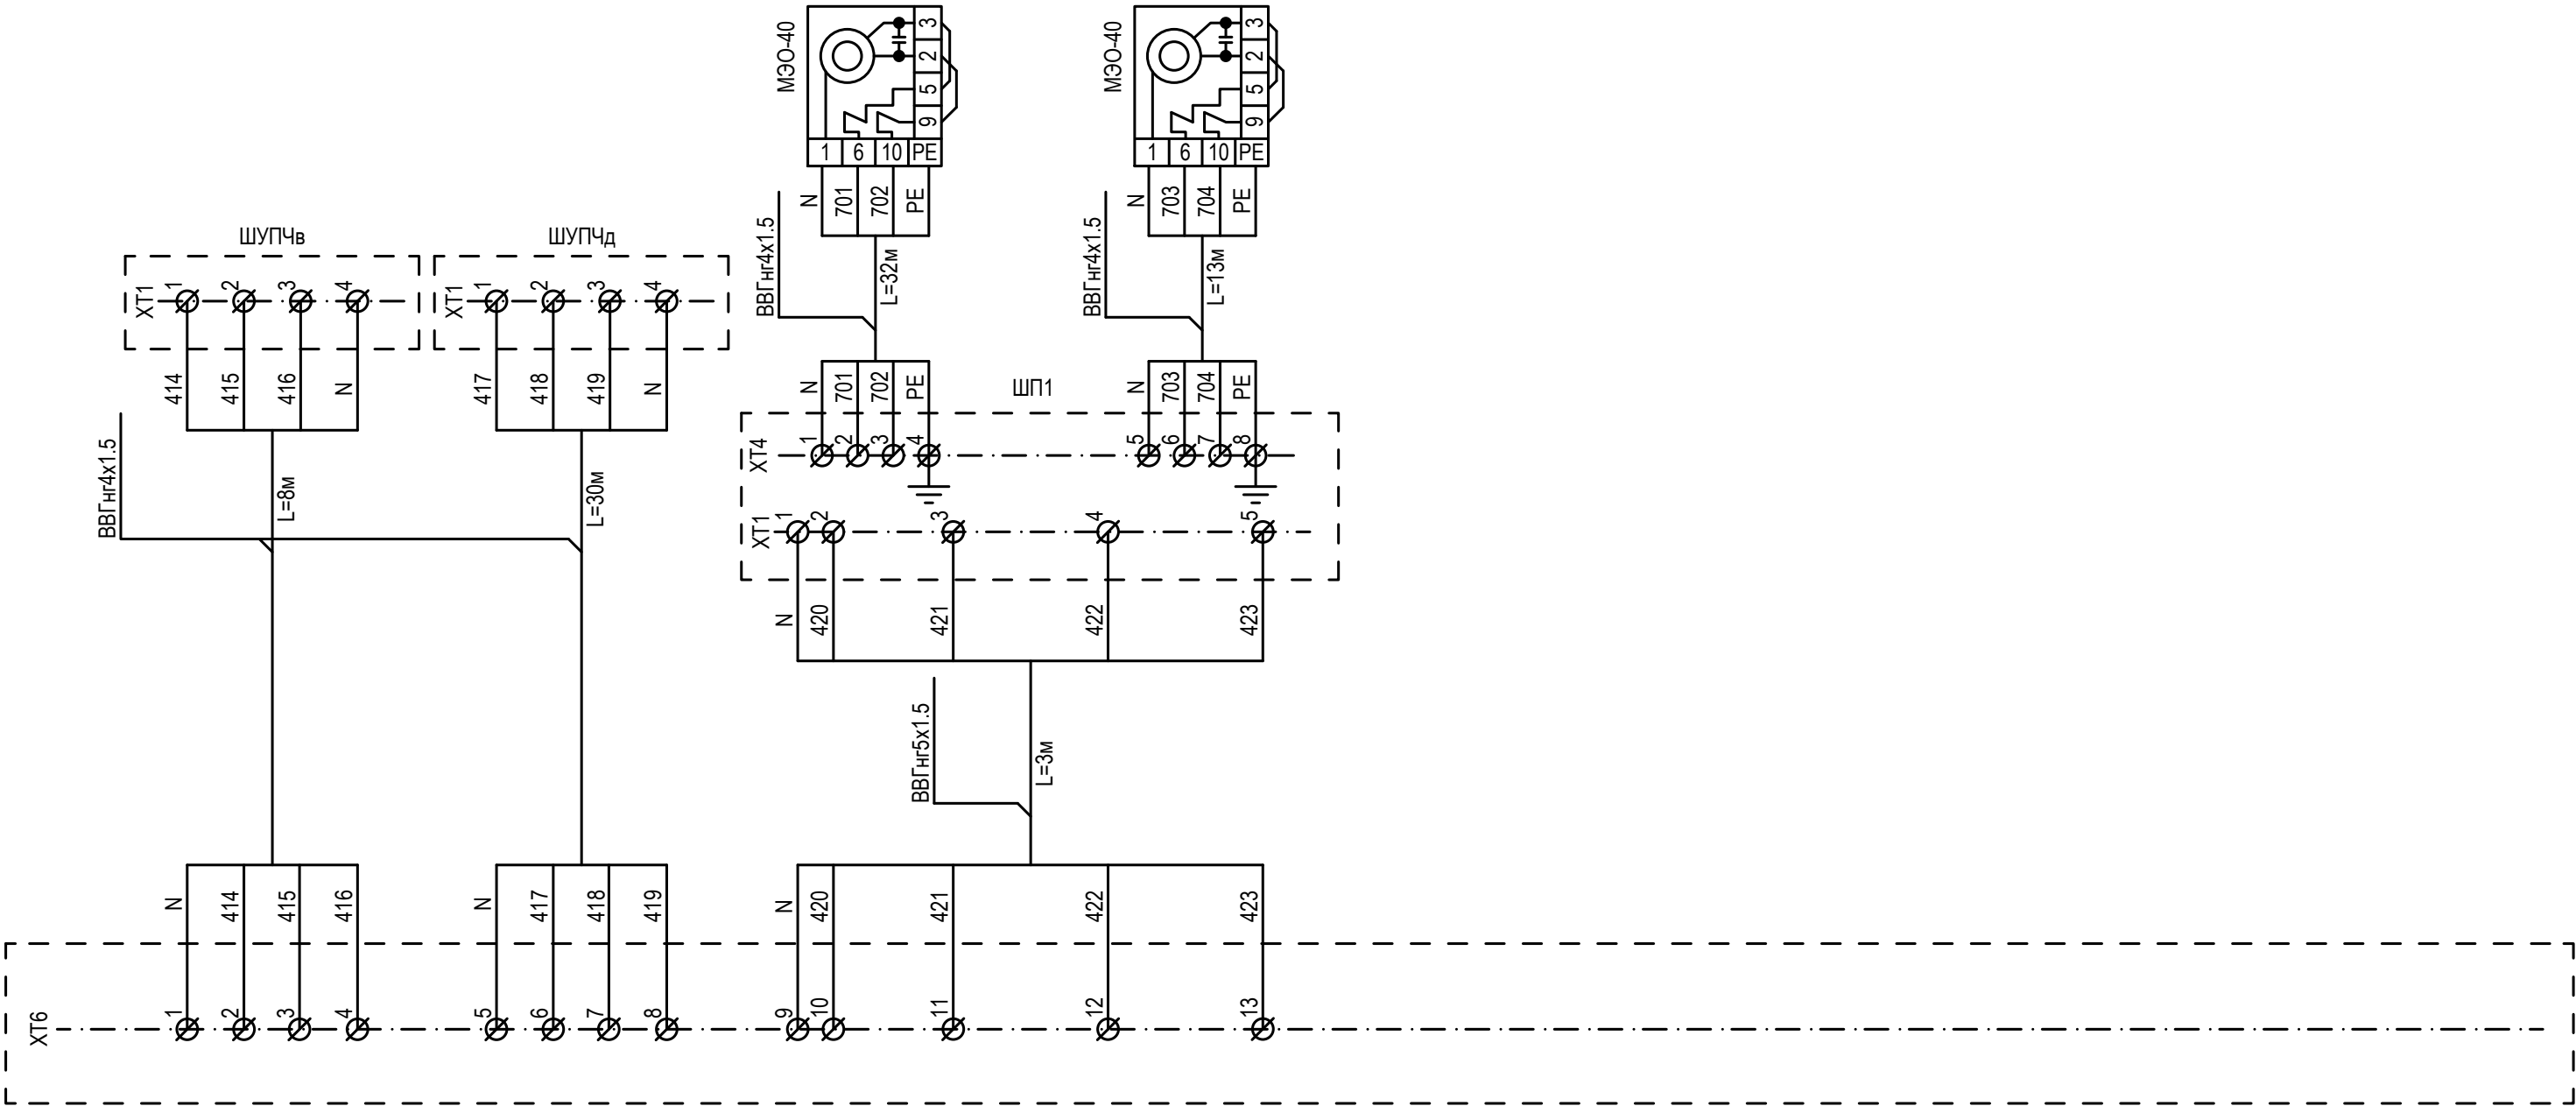 МЭО-40
3
2
5
9
1 6 10 PE
N 701 702 PE
ВВГнг4х1.5
L=32м
МЭО-40
3
2
5
9
1 6 10 PE
N 703 704 PE
ВВГнг4х1.5
L=13м
ШУПЧв
ХТ1 1 2 3 4
414 415 416 N
ШУПЧд
ХТ1 1 2 3 4
417 418 419 N
ВВГнг4х1.5
L=8м
L=30м
N 701 702 PE
ШП1
N 703 704 PE
ХТ4 1 2 3 4 5 6 7 8
ХТ1 1 2 3 4 5
N 420 421 422 423
ВВГнг5х1.5
L=3м
N 414 415 416
N 417 418 419
N 420 421 422 423
ХТ6 1 2 3 4 5 6 7 8 9 10 11 12 13